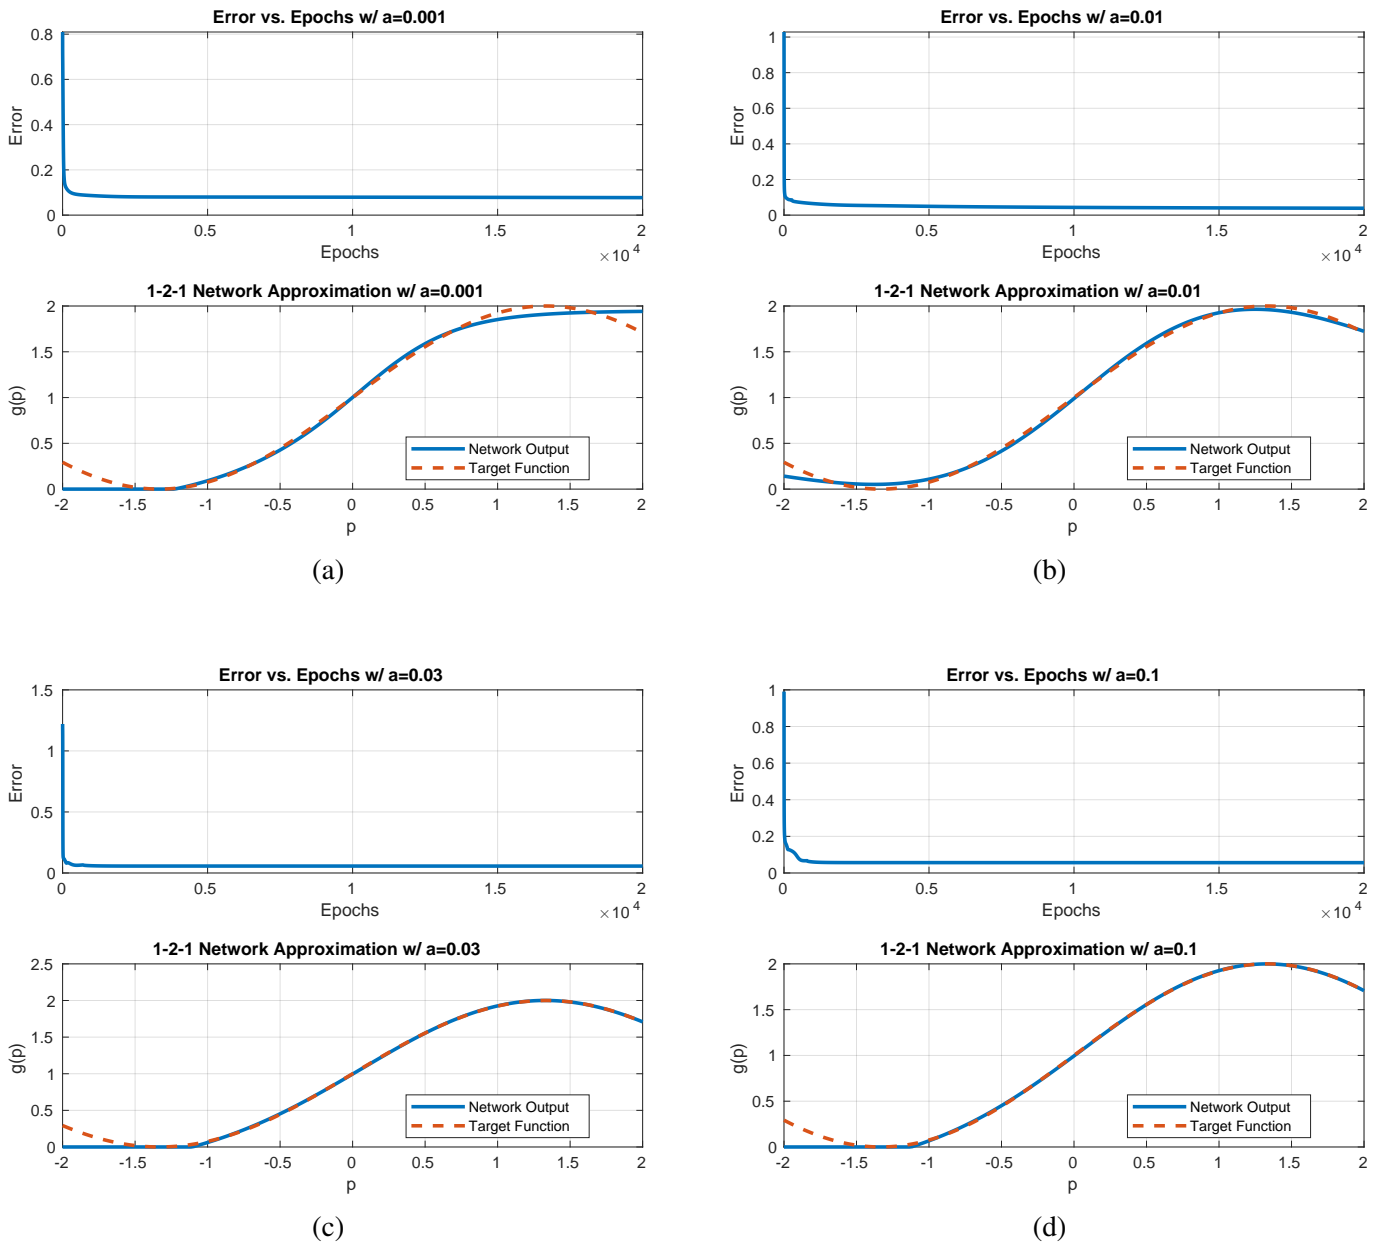 Error vs. Epochs w/ a=0.001
0.8
0.6
0.4
0.2
0
Error
0 0.5 1 1.5 2
Epochs
×10 4
1-2-1 Network Approximation w/ a=0.001
2
1.5
1
0.5
0
g(p)
Network Output
Target Function
-2 -1.5 -1 -0.5 0 0.5 1 1.5 2
p
(a)
Error vs. Epochs w/ a=0.01
1
0.8
0.6
0.4
0.2
0
Error
0 0.5 1 1.5 2
Epochs
×10 4
1-2-1 Network Approximation w/ a=0.01
2
1.5
1
0.5
0
g(p)
Network Output
Target Function
-2 -1.5 -1 -0.5 0 0.5 1 1.5 2
p
(b)
Error vs. Epochs w/ a=0.03
1.5
1
0.5
0
Error
0 0.5 1 1.5 2
Epochs
×10 4
1-2-1 Network Approximation w/ a=0.03
2.5
2
1.5
1
0.5
0
g(p)
Network Output
Target Function
-2 -1.5 -1 -0.5 0 0.5 1 1.5 2
p
(c)
Error vs. Epochs w/ a=0.1
1
0.8
0.6
0.4
0.2
0
Error
0 0.5 1 1.5 2
Epochs
×10 4
1-2-1 Network Approximation w/ a=0.1
2
1.5
1
0.5
0
g(p)
Network Output
Target Function
-2 -1.5 -1 -0.5 0 0.5 1 1.5 2
p
(d)